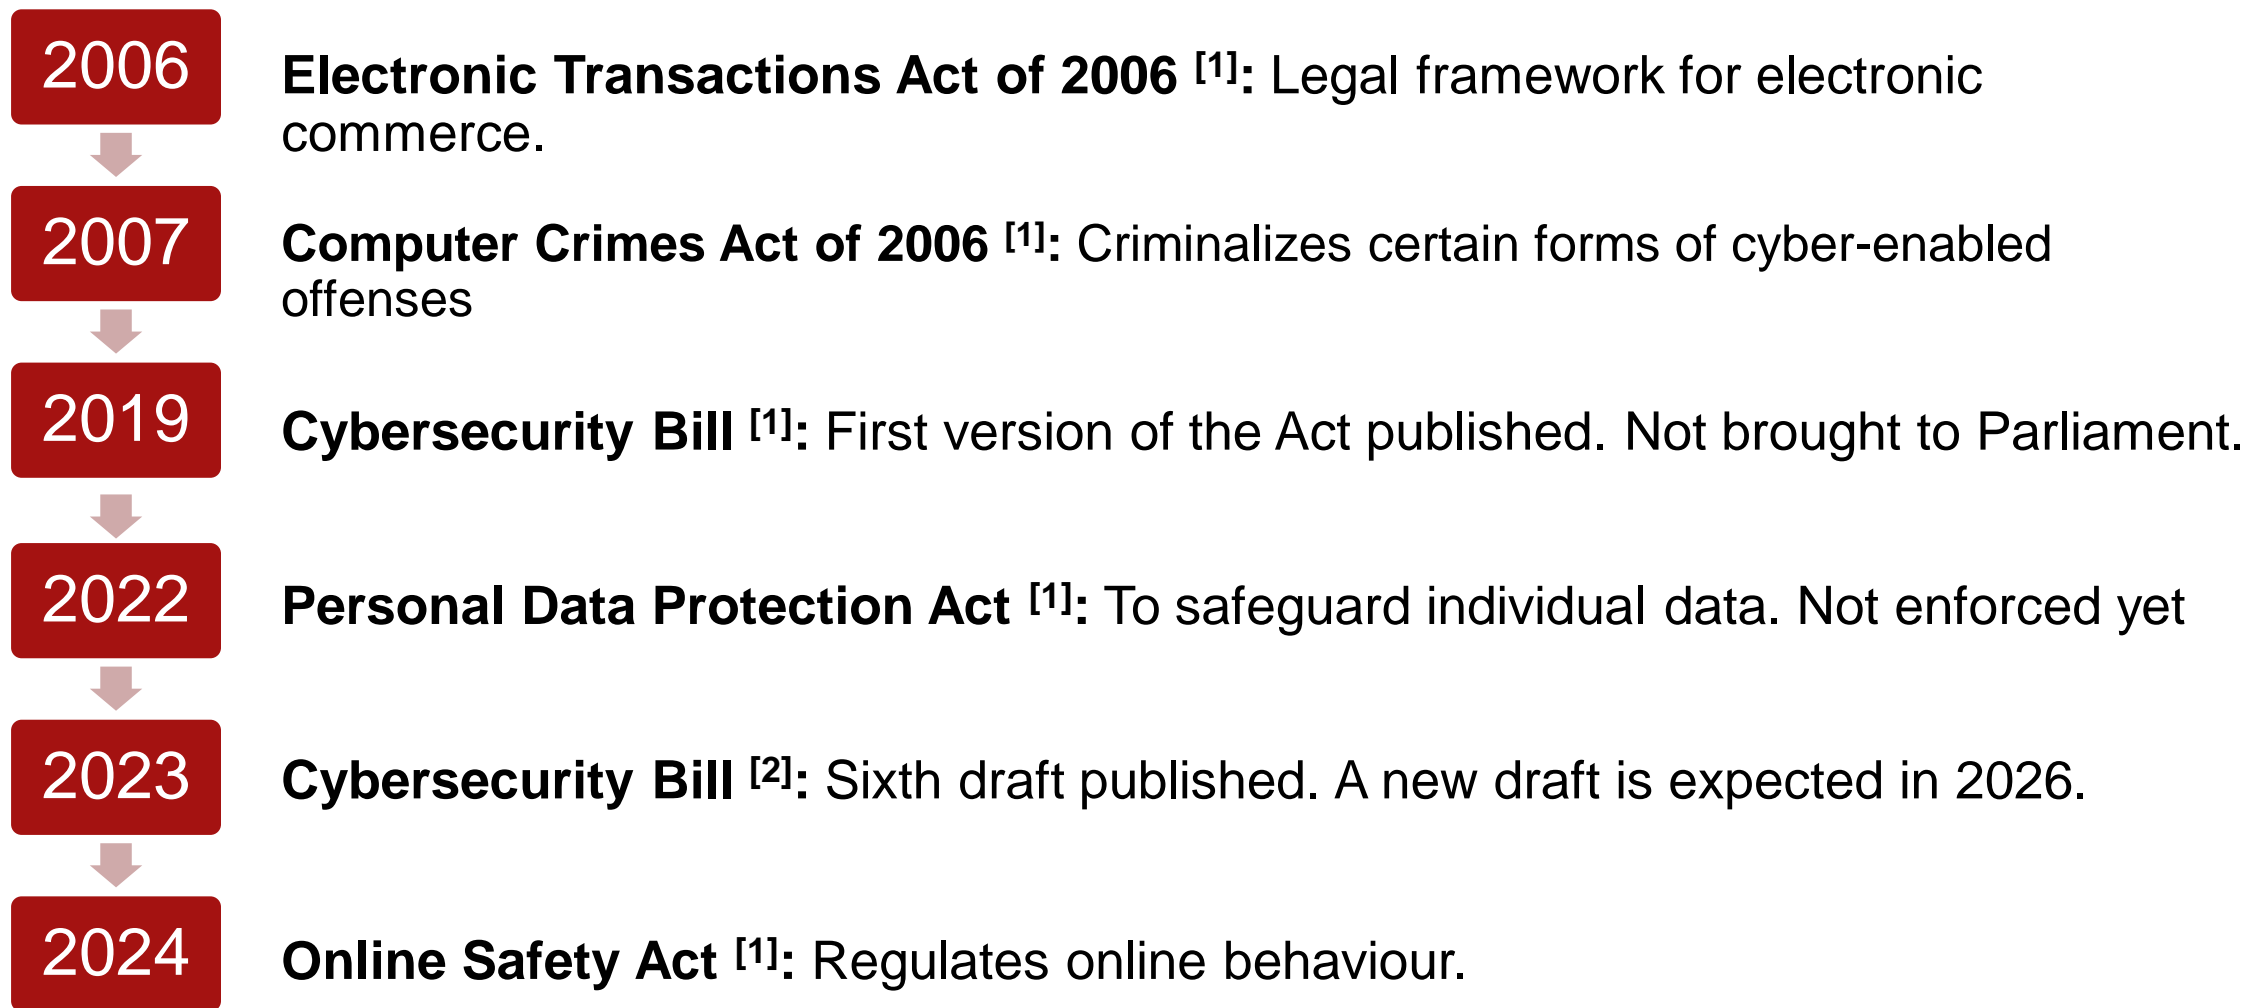 2006
Electronic Transactions Act of 2006 [1]: Legal framework for electronic
commerce.
2007
Computer Crimes Act of 2006 [1]: Criminalizes certain forms of cyber-enabled
offenses
2019
Cybersecurity Bill [1]: First version of the Act published. Not brought to Parliament.
2022
Personal Data Protection Act [1]: To safeguard individual data. Not enforced yet
2023
Cybersecurity Bill [2]: Sixth draft published. A new draft is expected in 2026.
2024
Online Safety Act [1]: Regulates online behaviour.